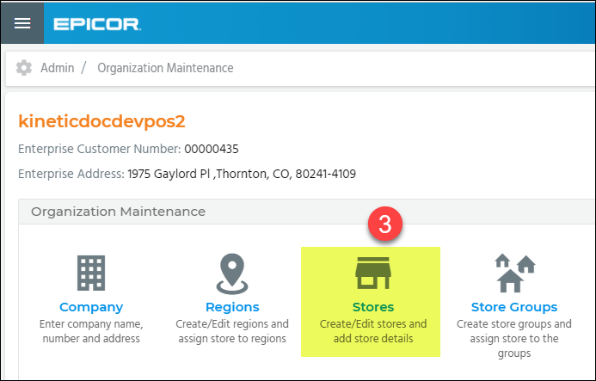 EPICOR
Admin / Organization Maintenance
kineticdocdevpos2
Enterprise Customer Number: 00000435
Enterprise Address: 1975 Gaylord Pl ,Thornton, CO, 80241-4109
Organization Maintenance
3
Company
Enter company name,
number and address
Regions
Create/Edit regions and
assign store to regions
Stores
Create/Edit stores and
add store details
Store Groups
Create store groups and
assign store to the
groups